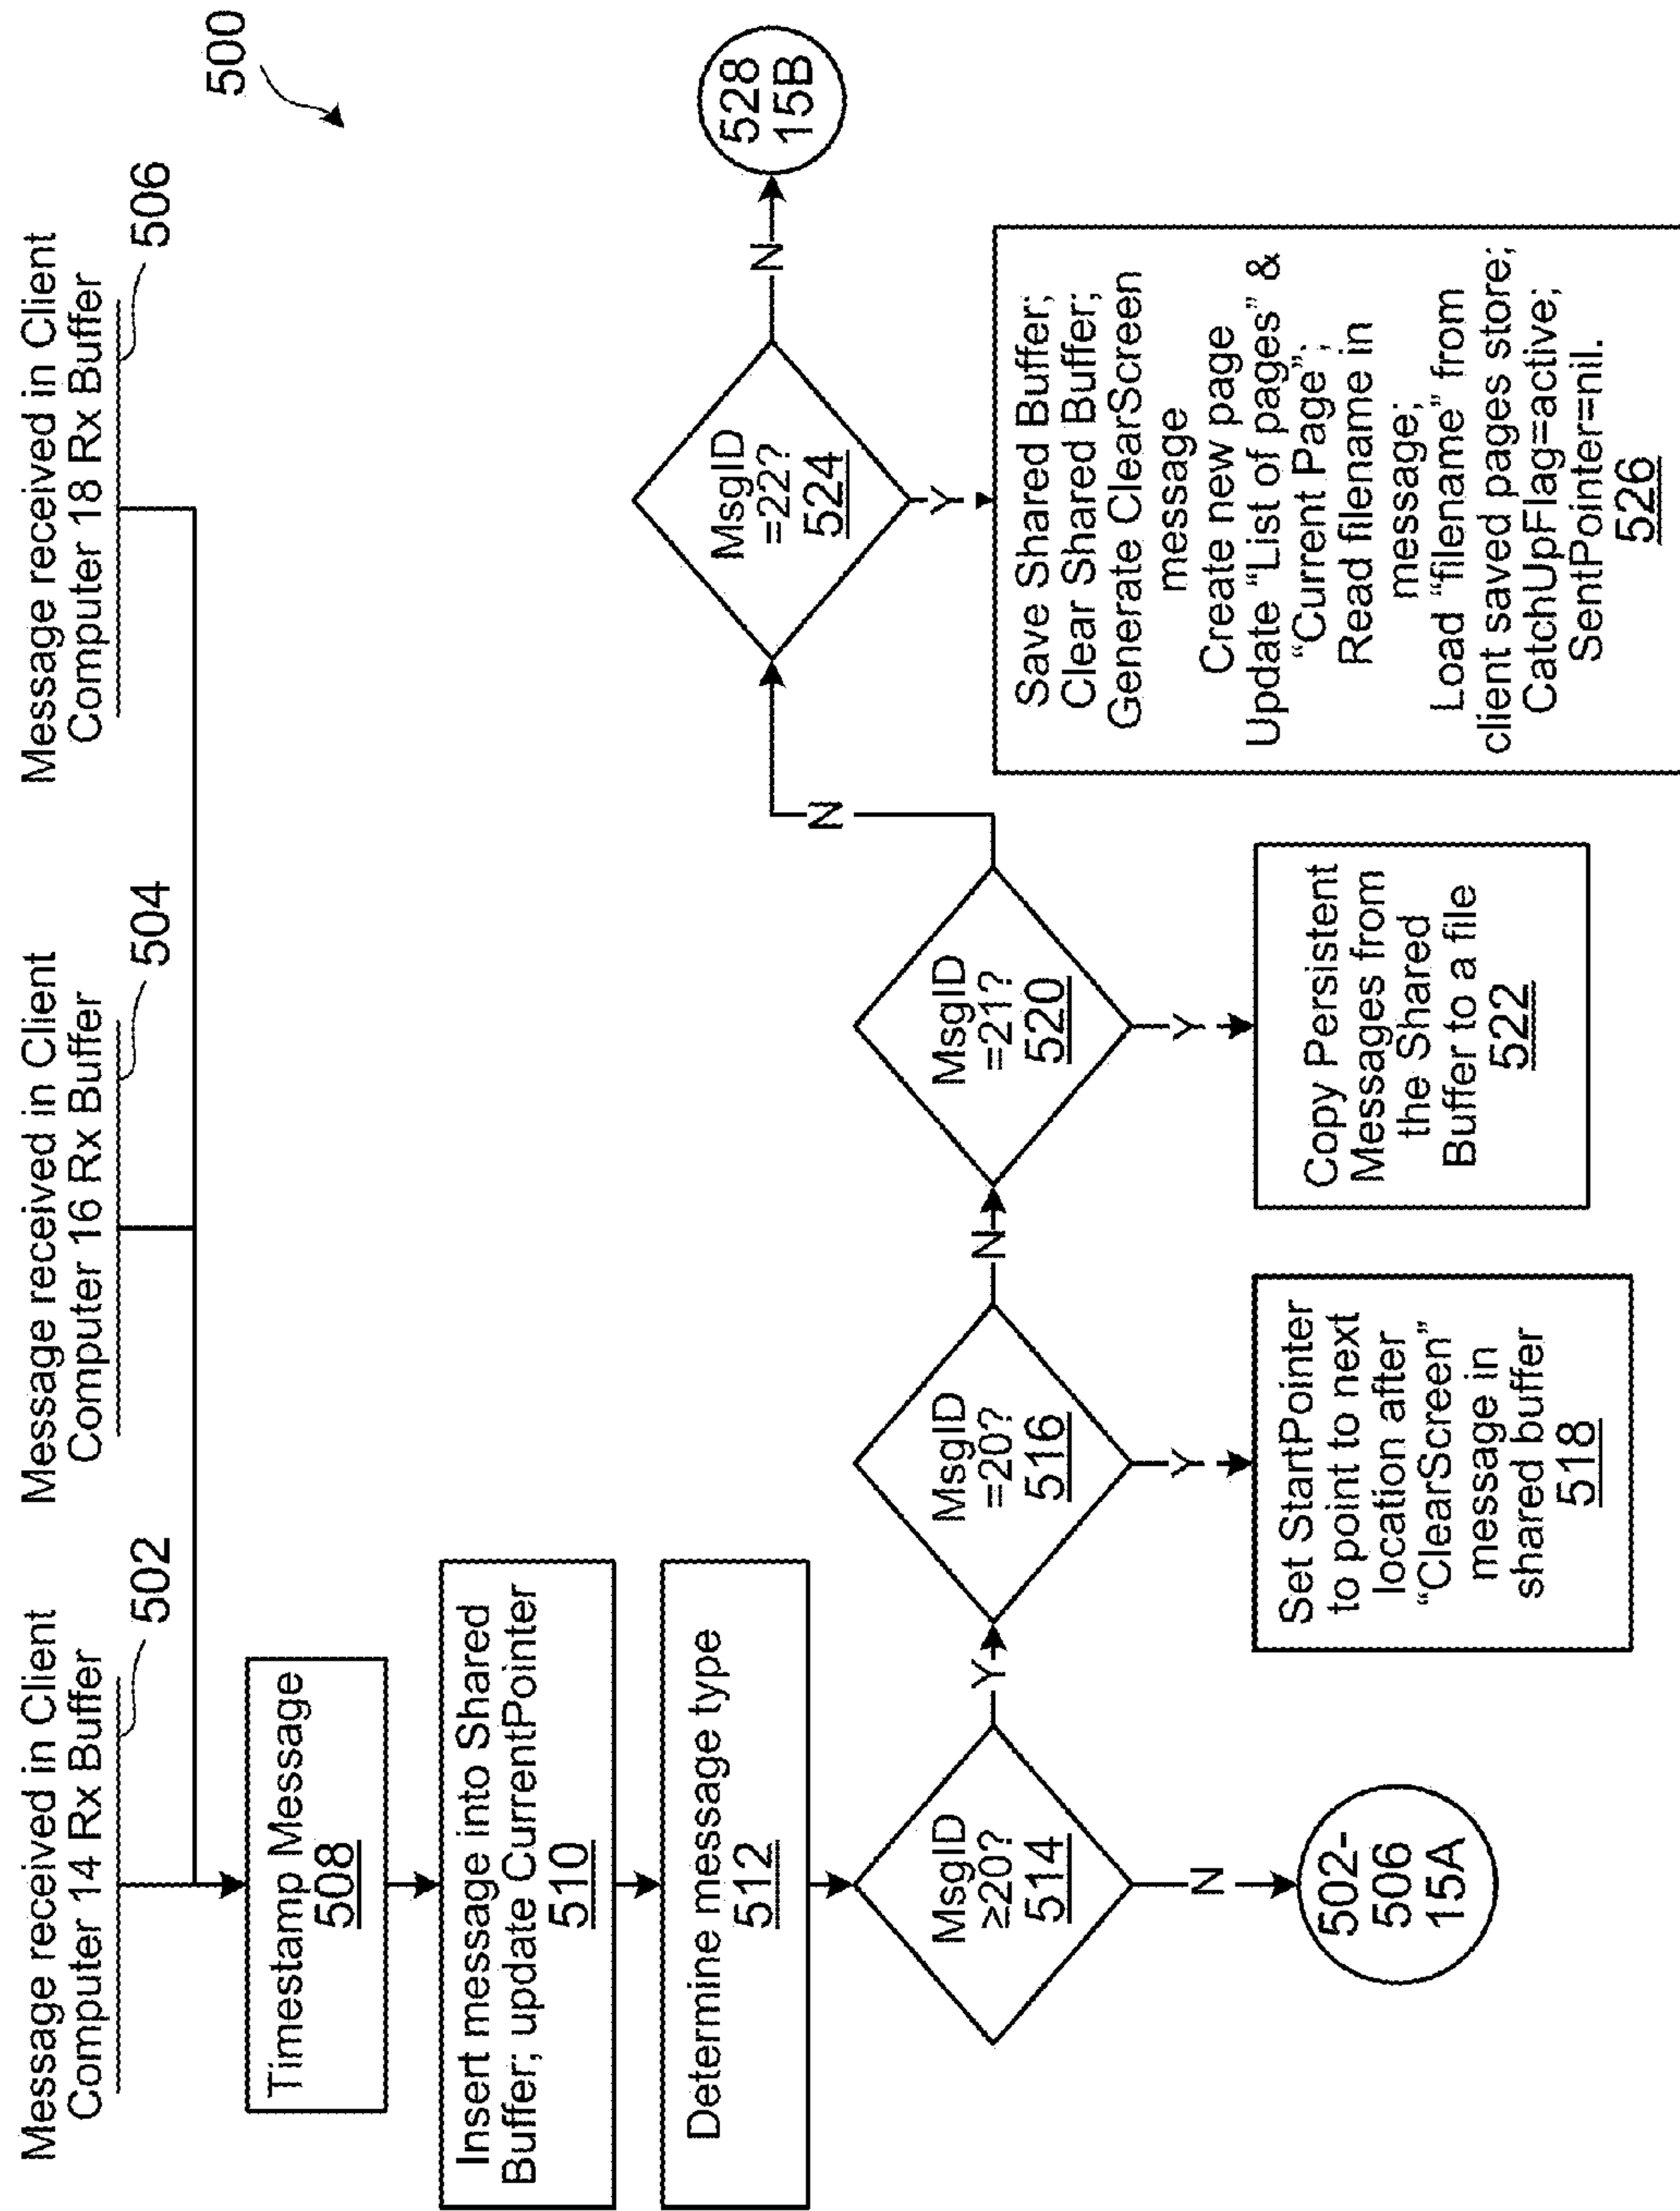 500
Message received in Client
Computer 14 Rx Buffer
502
Message received in Client
Computer 16 Rx Buffer
504
Message received in Client
Computer 18 Rx Buffer
506
Timestamp Message
508
Insert message into Shared
Buffer; update CurrentPointer
510
Determine message type
512
MsgID
≥20?
514
N
502-
506
15A
Y
MsgID
=20?
516
Y
Set StartPointer
to point to next
location after
“ClearScreen”
message in
shared buffer
518
N
MsgID
=21?
520
Y
Copy Persistent
Messages from
the Shared
Buffer to a file
522
N
MsgID
=22?
524
Y
Save Shared Buffer;
Clear Shared Buffer;
Generate ClearScreen
message
Create new page
Update “List of pages” &
“Current Page”;
Read filename in
message;
Load “filename” from
client saved pages store;
CatchUpFlag=active;
SentPointer=nil.
526
N
528
15B